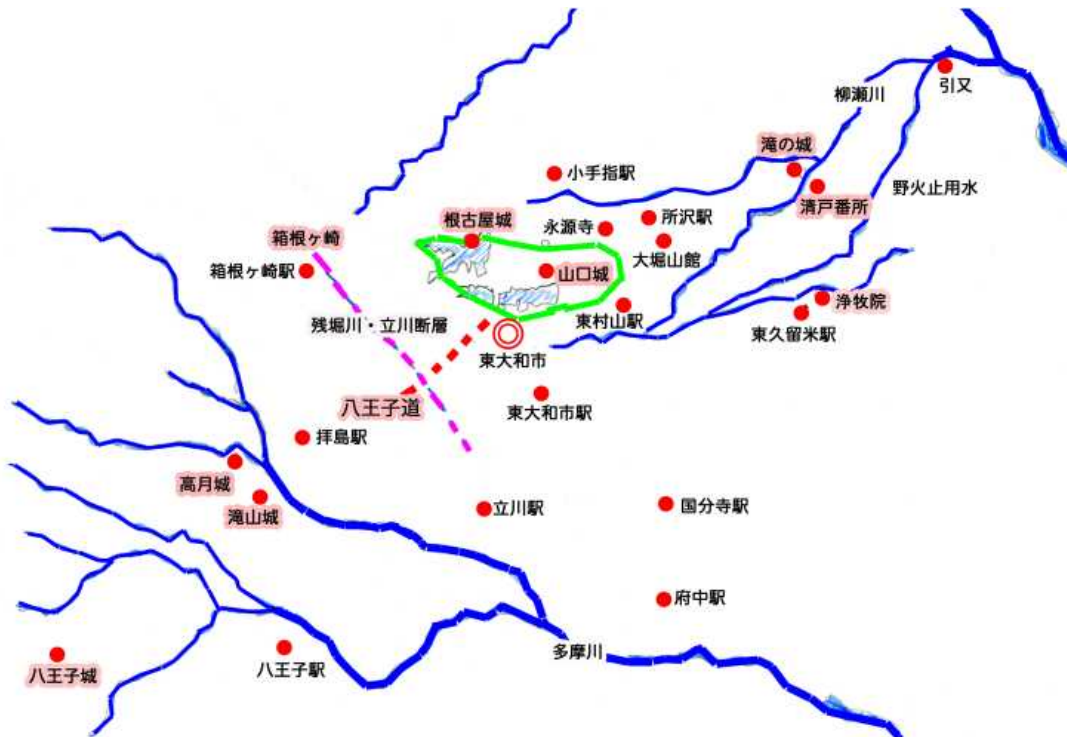 引又
柳瀬川
滝の城
小手指駅
野火止用水
清戸番所
所沢駅
根古屋城
永源寺
箱根ヶ崎
大堀山館
箱根ヶ崎駅
山口城
浄牧院
東村山駅
残堀川・立川断層
東久留米駅
東大和市
八王子道
東大和市駅
拝島駅
高月城
立川駅
国分寺駅
滝山城
府中駅
多摩川
八王子駅
八王子城